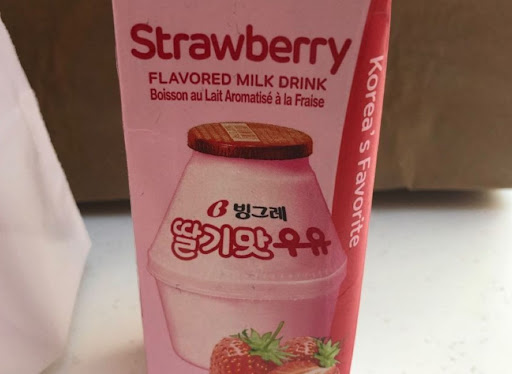 Strawberry
FLAVORED MILK DRINK
Boisson au Lait Aromatisé à la Fraise
빙그레
딸기맛우유
Korea's Favorite